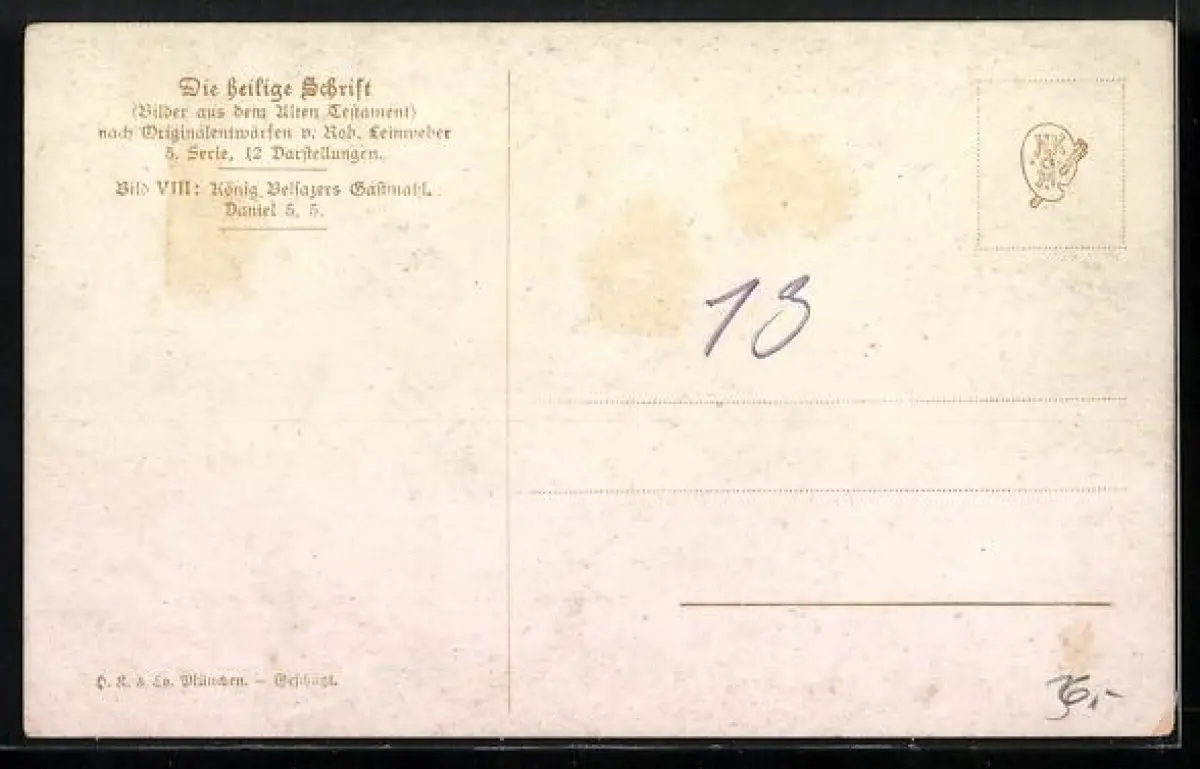 Die heilige Schrift
(Bilder aus dem Alten Testament)
nach Originalentwürfen v. Rob. Leinweber
5. Serie, 12 Darstellungen.
Bild VIII: König Belsazers Gastmahl.
Daniel 5, 5.
13
& Co. München. – Geschützt.